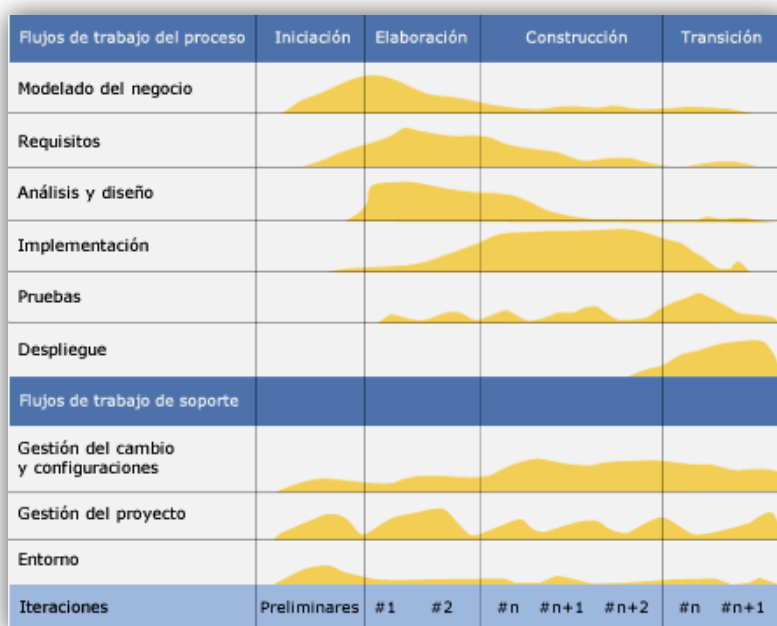 Flujos de trabajo del proceso Iniciación Elaboración Construcción Transición
Modelado del negocio
Requisitos
Análisis y diseño
Implementación
Pruebas
Despliegue
Flujos de trabajo de soporte
Gestión del cambio
y configuraciones
Gestión del proyecto
Entorno
Iteraciones Preliminares #1 #2 #n #n+1 #n+2 #n #n+1